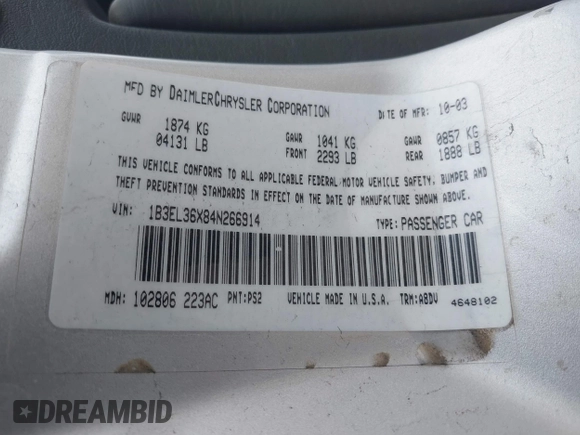 MFD BY DAIMLERCHRYSLER CORPORATION DATE OF MFR: 10-03
GVWR 1874 KG GAWR 1041 KG GAWR 0857 KG
04131 LB FRONT 2293 LB REAR 1888 LB
THIS VEHICLE CONFORMS TO ALL APPLICABLE FEDERAL MOTOR VEHICLE SAFETY, BUMPER AND
THEFT PREVENTION STANDARDS IN EFFECT ON THE DATE OF MANUFACTURE SHOWN ABOVE.
VIN: 1B3EL36X84N266914 TYPE: PASSENGER CAR
MDH: 102806 223AC PNT: PS2 VEHICLE MADE IN U.S.A. TRM: A8DV 4648102
DREAMBID